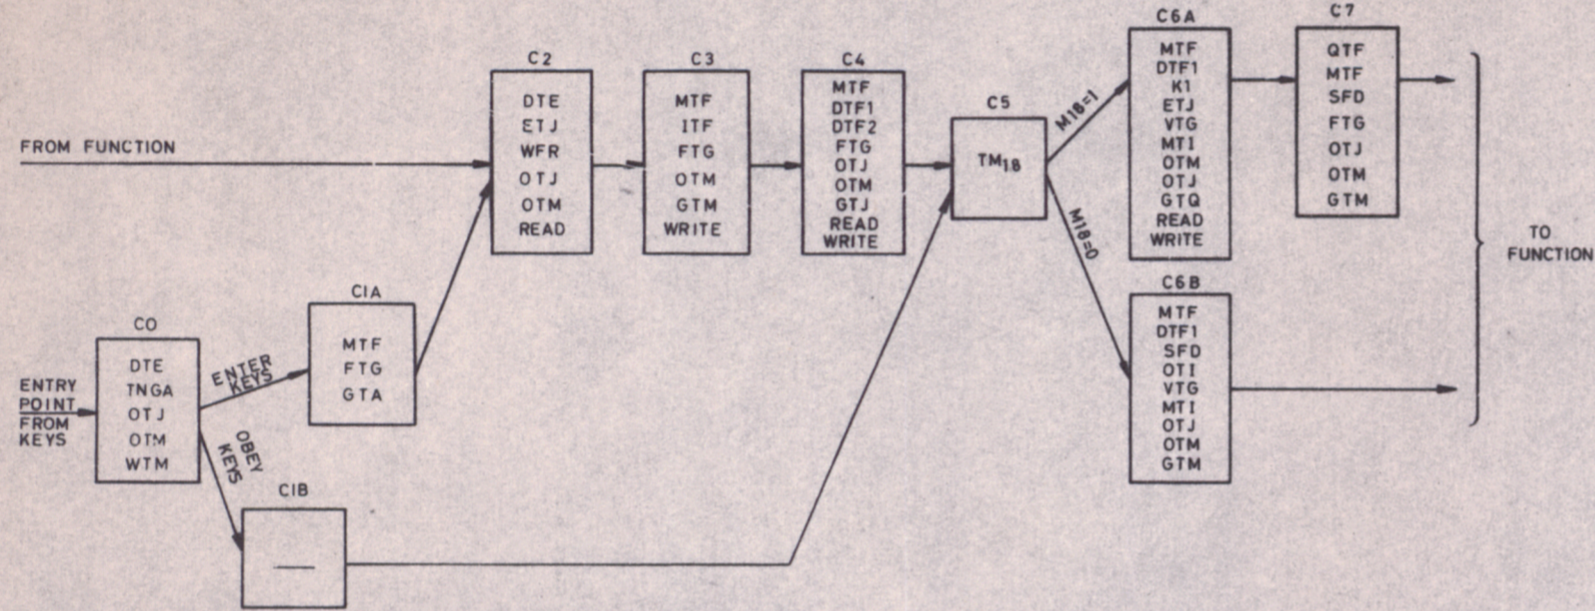 FROM FUNCTION
C2
DTE
ETJ
WFR
OTJ
OTM
READ
C3
MTF
ITF
FTG
OTM
GTM
WRITE
C4
MTF
DTF1
DTF2
FTG
OTJ
OTM
GTJ
READ
WRITE
C5
TM18
M18=1
M18=0
C6A
MTF
DTF1
K1
ETJ
VTG
MTI
OTM
OTJ
GTQ
READ
WRITE
C7
QTF
MTF
SFD
FTG
OTJ
OTM
GTM
TO
FUNCTION
C6B
MTF
DTF1
SFD
OTI
VTG
MTI
OTJ
OTM
GTM
ENTRY
POINT
FROM
KEYS
C0
DTE
TNGA
OTJ
OTM
WTM
ENTER
KEYS
C1A
MTF
FTG
GTA
OBEY
KEYS
C1B
—